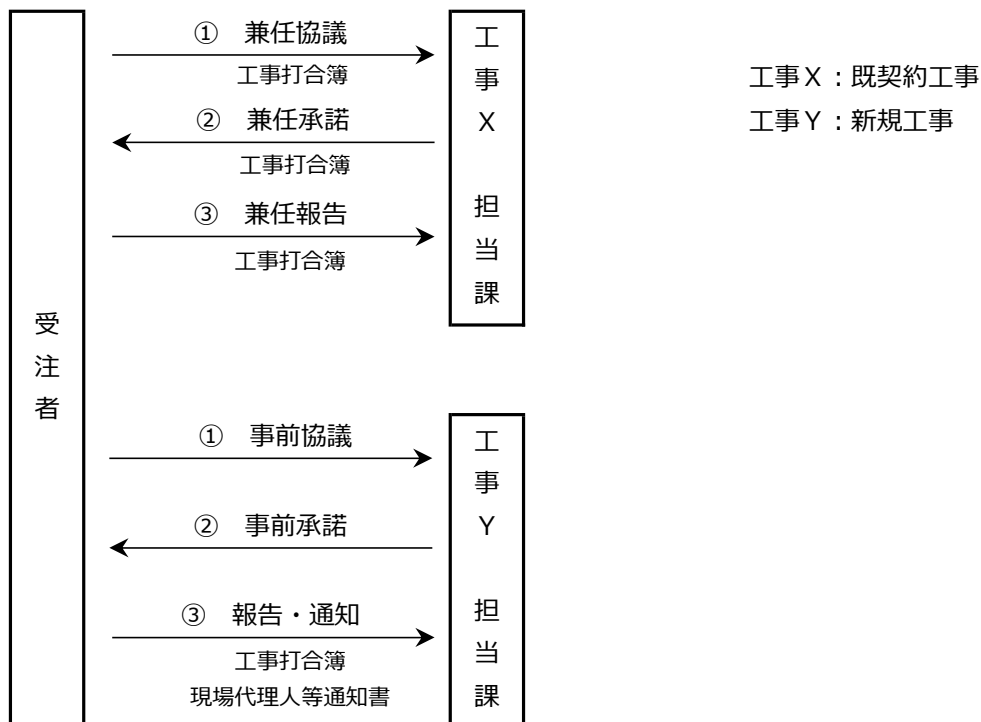 受注者
① 兼任協議
工事打合簿
② 兼任承諾
工事打合簿
③ 兼任報告
工事打合簿
工事X 担当課
工事X：既契約工事
工事Y：新規工事
① 事前協議
② 事前承諾
③ 報告・通知
工事打合簿
現場代理人等通知書
工事Y 担当課